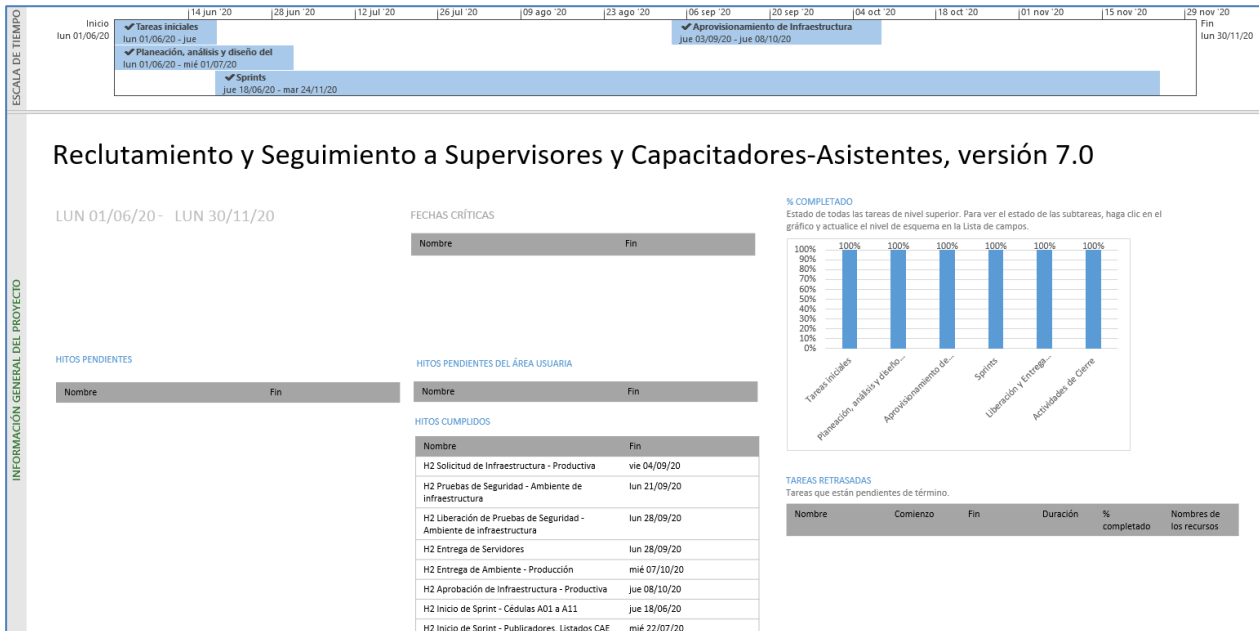 ESCALA DE TIEMPO
14 jun '20 28 jun '20 12 jul '20 26 jul '20 09 ago '20 23 ago '20 06 sep '20 20 sep '20 04 oct '20 18 oct '20 01 nov '20 15 nov '20 29 nov '20
Inicio
lun 01/06/20
Tareas iniciales
lun 01/06/20 - jue
Aprovisionamiento de Infraestructura
jue 03/09/20 - jue 08/10/20
Fin
lun 30/11/20
Planeación, análisis y diseño del
lun 01/06/20 - mié 01/07/20
Sprints
jue 18/06/20 - mar 24/11/20
INFORMACIÓN GENERAL DEL PROYECTO
Reclutamiento y Seguimiento a Supervisores y Capacitadores-Asistentes, versión 7.0
LUN 01/06/20 - LUN 30/11/20
FECHAS CRÍTICAS
Nombre Fin
HITOS PENDIENTES
Nombre Fin
HITOS PENDIENTES DEL ÁREA USUARIA
Nombre Fin
HITOS CUMPLIDOS
Nombre Fin
H2 Solicitud de Infraestructura - Productiva vie 04/09/20
H2 Pruebas de Seguridad - Ambiente de lun 21/09/20
infraestructura
H2 Liberación de Pruebas de Seguridad - lun 28/09/20
Ambiente de infraestructura
H2 Entrega de Servidores lun 28/09/20
H2 Entrega de Ambiente - Producción mié 07/10/20
H2 Aprobación de Infraestructura - Productiva jue 08/10/20
H2 Inicio de Sprint - Cédulas A01 a A11 jue 18/06/20
H2 Inicio de Sprint - Publicadores, Listados CAE mié 22/07/20
% COMPLETADO
Estado de todas las tareas de nivel superior. Para ver el estado de las subtareas, haga clic en el
gráfico y actualice el nivel de esquema en la Lista de campos.
100% 100% 100% 100% 100% 100%
100%
90%
80%
70%
60%
50%
40%
30%
20%
10%
0%
Tareas iniciales
Planeación, análisis y diseño...
Aprovisionamiento de...
Sprints
Liberación y Entrega...
Actividades de Cierre
TAREAS RETRASADAS
Tareas que están pendientes de término.
Nombre Comienzo Fin Duración % Nombres de
completado los recursos